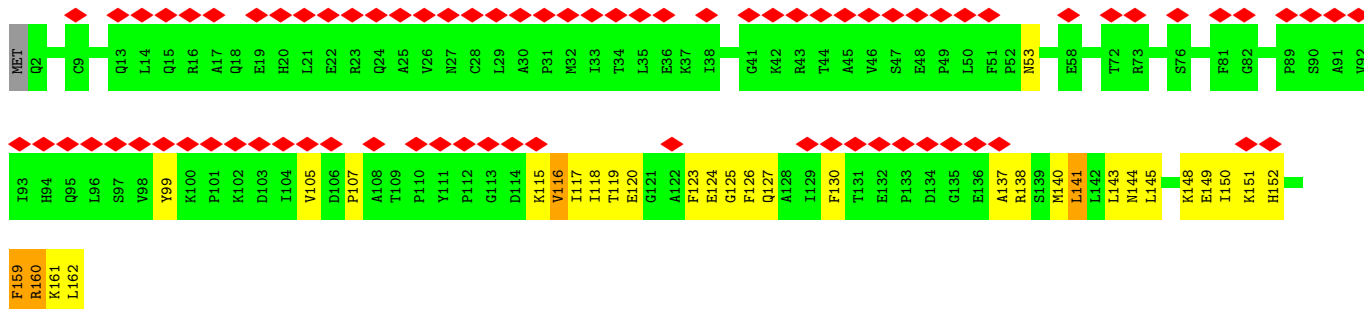 MET Q2 C9 Q13 L14 Q15 R16 A17 Q18 E19 H20 L21 E22 R23 Q24 A25 V26 N27 C28 L29 A30 P31 M32 I33 T34 L35 E36 K37 I38 G41 K42 R43 T44 A45 V46 S47 E48 P49 L50 F51 P52 N53 E58 T72 R73 S76 F81 G82 P89 S90 A91 V92
I93 H94 Q95 L96 S97 V98 Y99 K100 P101 K102 D103 I104 V105 D106 P107 A108 T109 P110 Y111 P112 G113 D114 K115 V116 I117 I118 T119 E120 G121 A122 F123 E124 G125 F126 Q127 A128 I129 F130 T131 E132 P133 D134 G135 E136 A137 R138 S139 M140 L141 L142 L143 N144 L145 K148 E149 I150 K151 H152
F159 R160 K161 L162